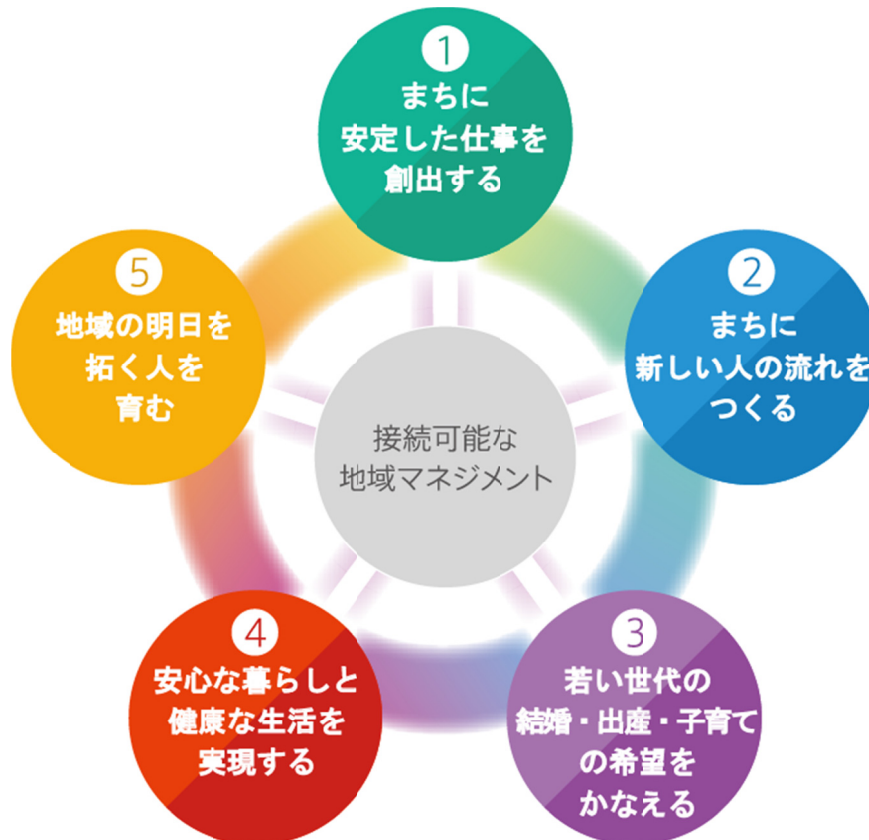 1
まちに
安定した仕事を
創出する
2
まちに
新しい人の流れを
つくる
3
若い世代の
結婚・出産・子育て
の希望を
かなえる
4
安心な暮らしと
健康な生活を
実現する
5
地域の明日を
拓く人を
育む
接続可能な
地域マネジメント